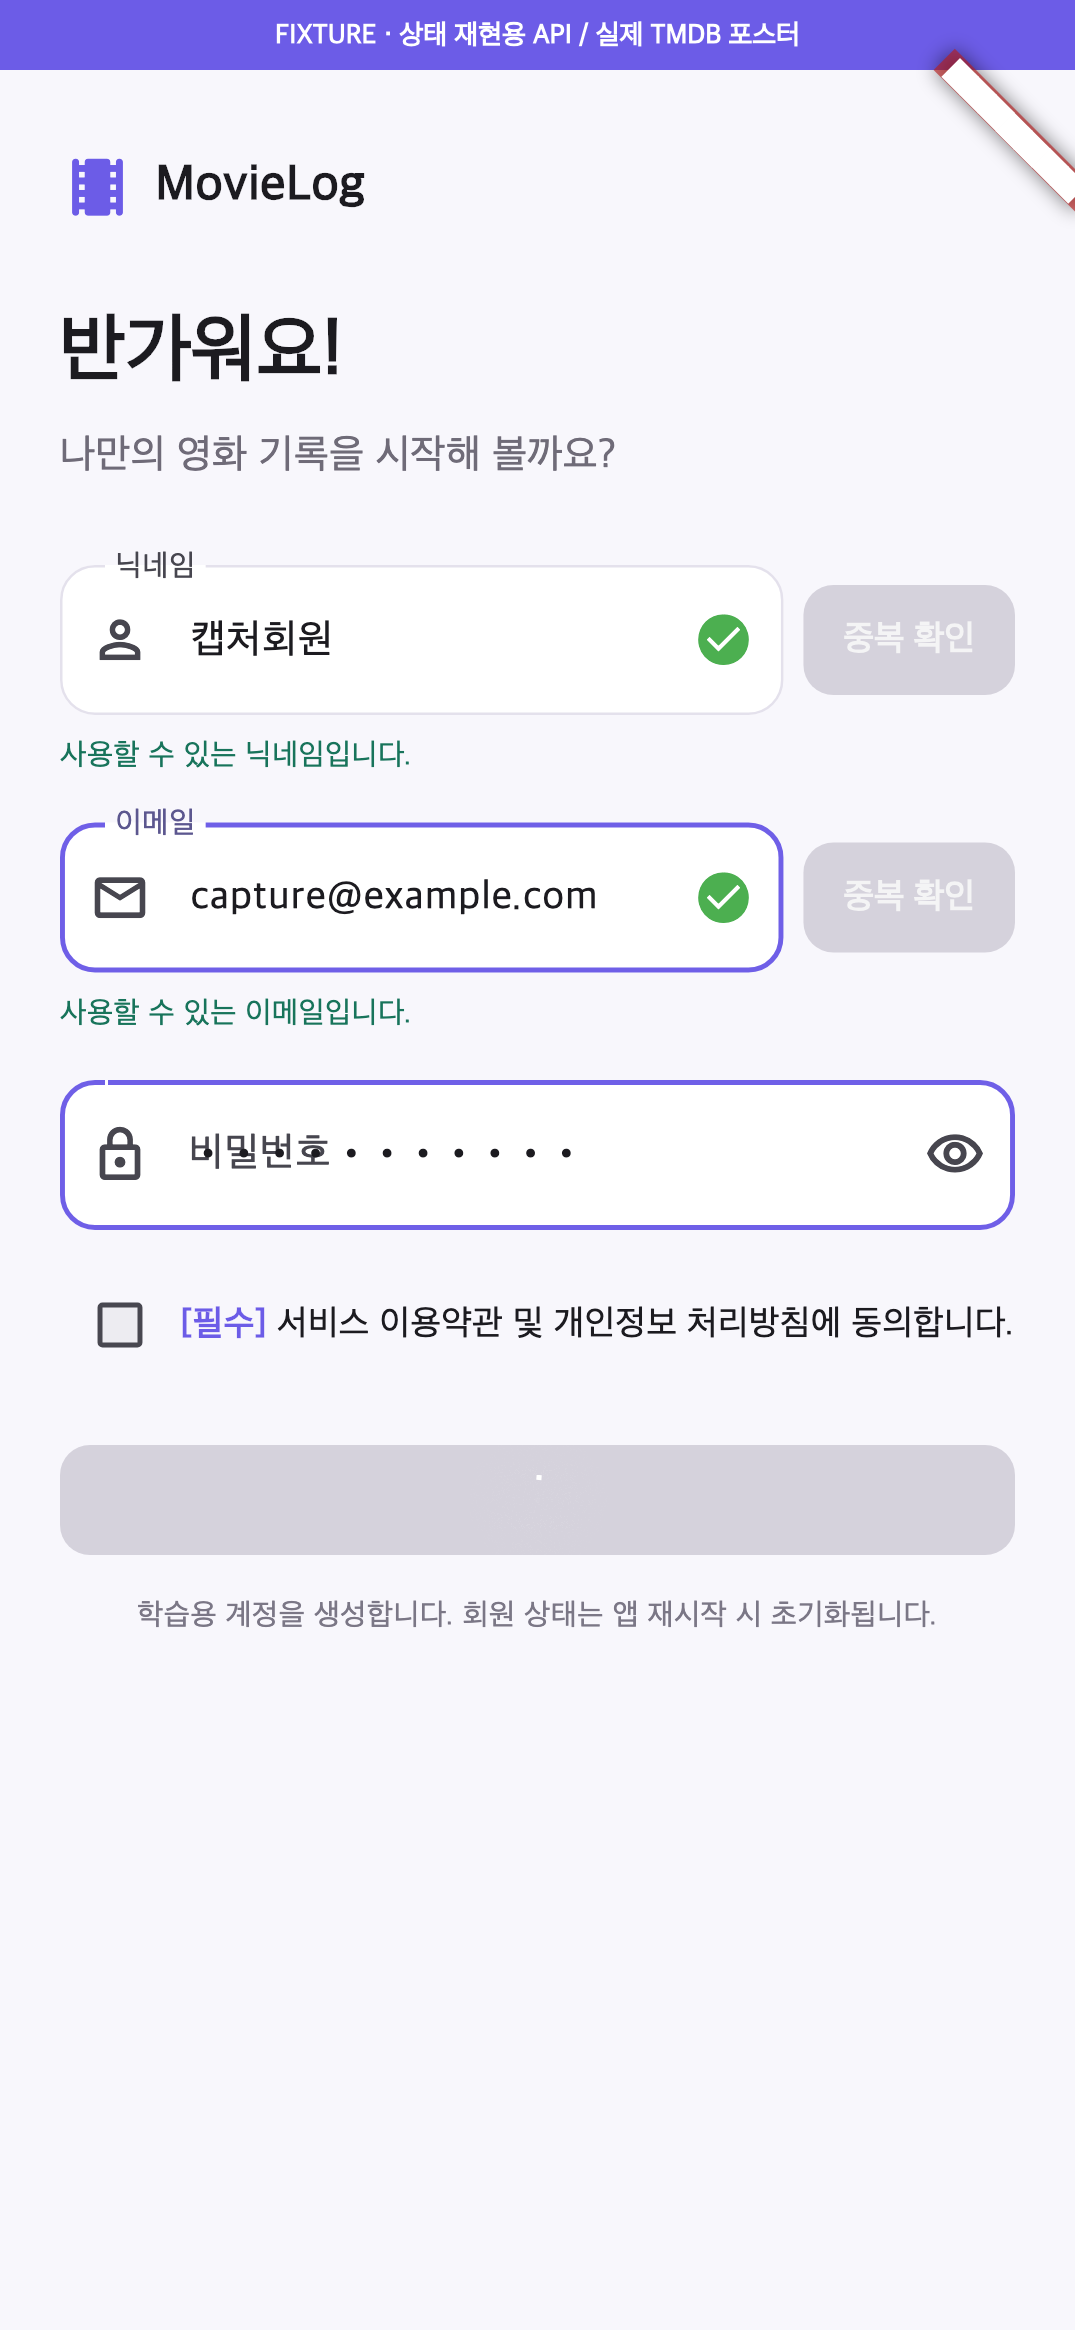 FIXTURE · 상태 재현용 API / 실제 TMDB 포스터
MovieLog
반가워요!
나만의 영화 기록을 시작해 볼까요?
닉네임
캡처회원
중복 확인
사용할 수 있는 닉네임입니다.
이메일
capture@example.com
중복 확인
사용할 수 있는 이메일입니다.
비밀번호
[필수] 서비스 이용약관 및 개인정보 처리방침에 동의합니다.
학습용 계정을 생성합니다. 회원 상태는 앱 재시작 시 초기화됩니다.